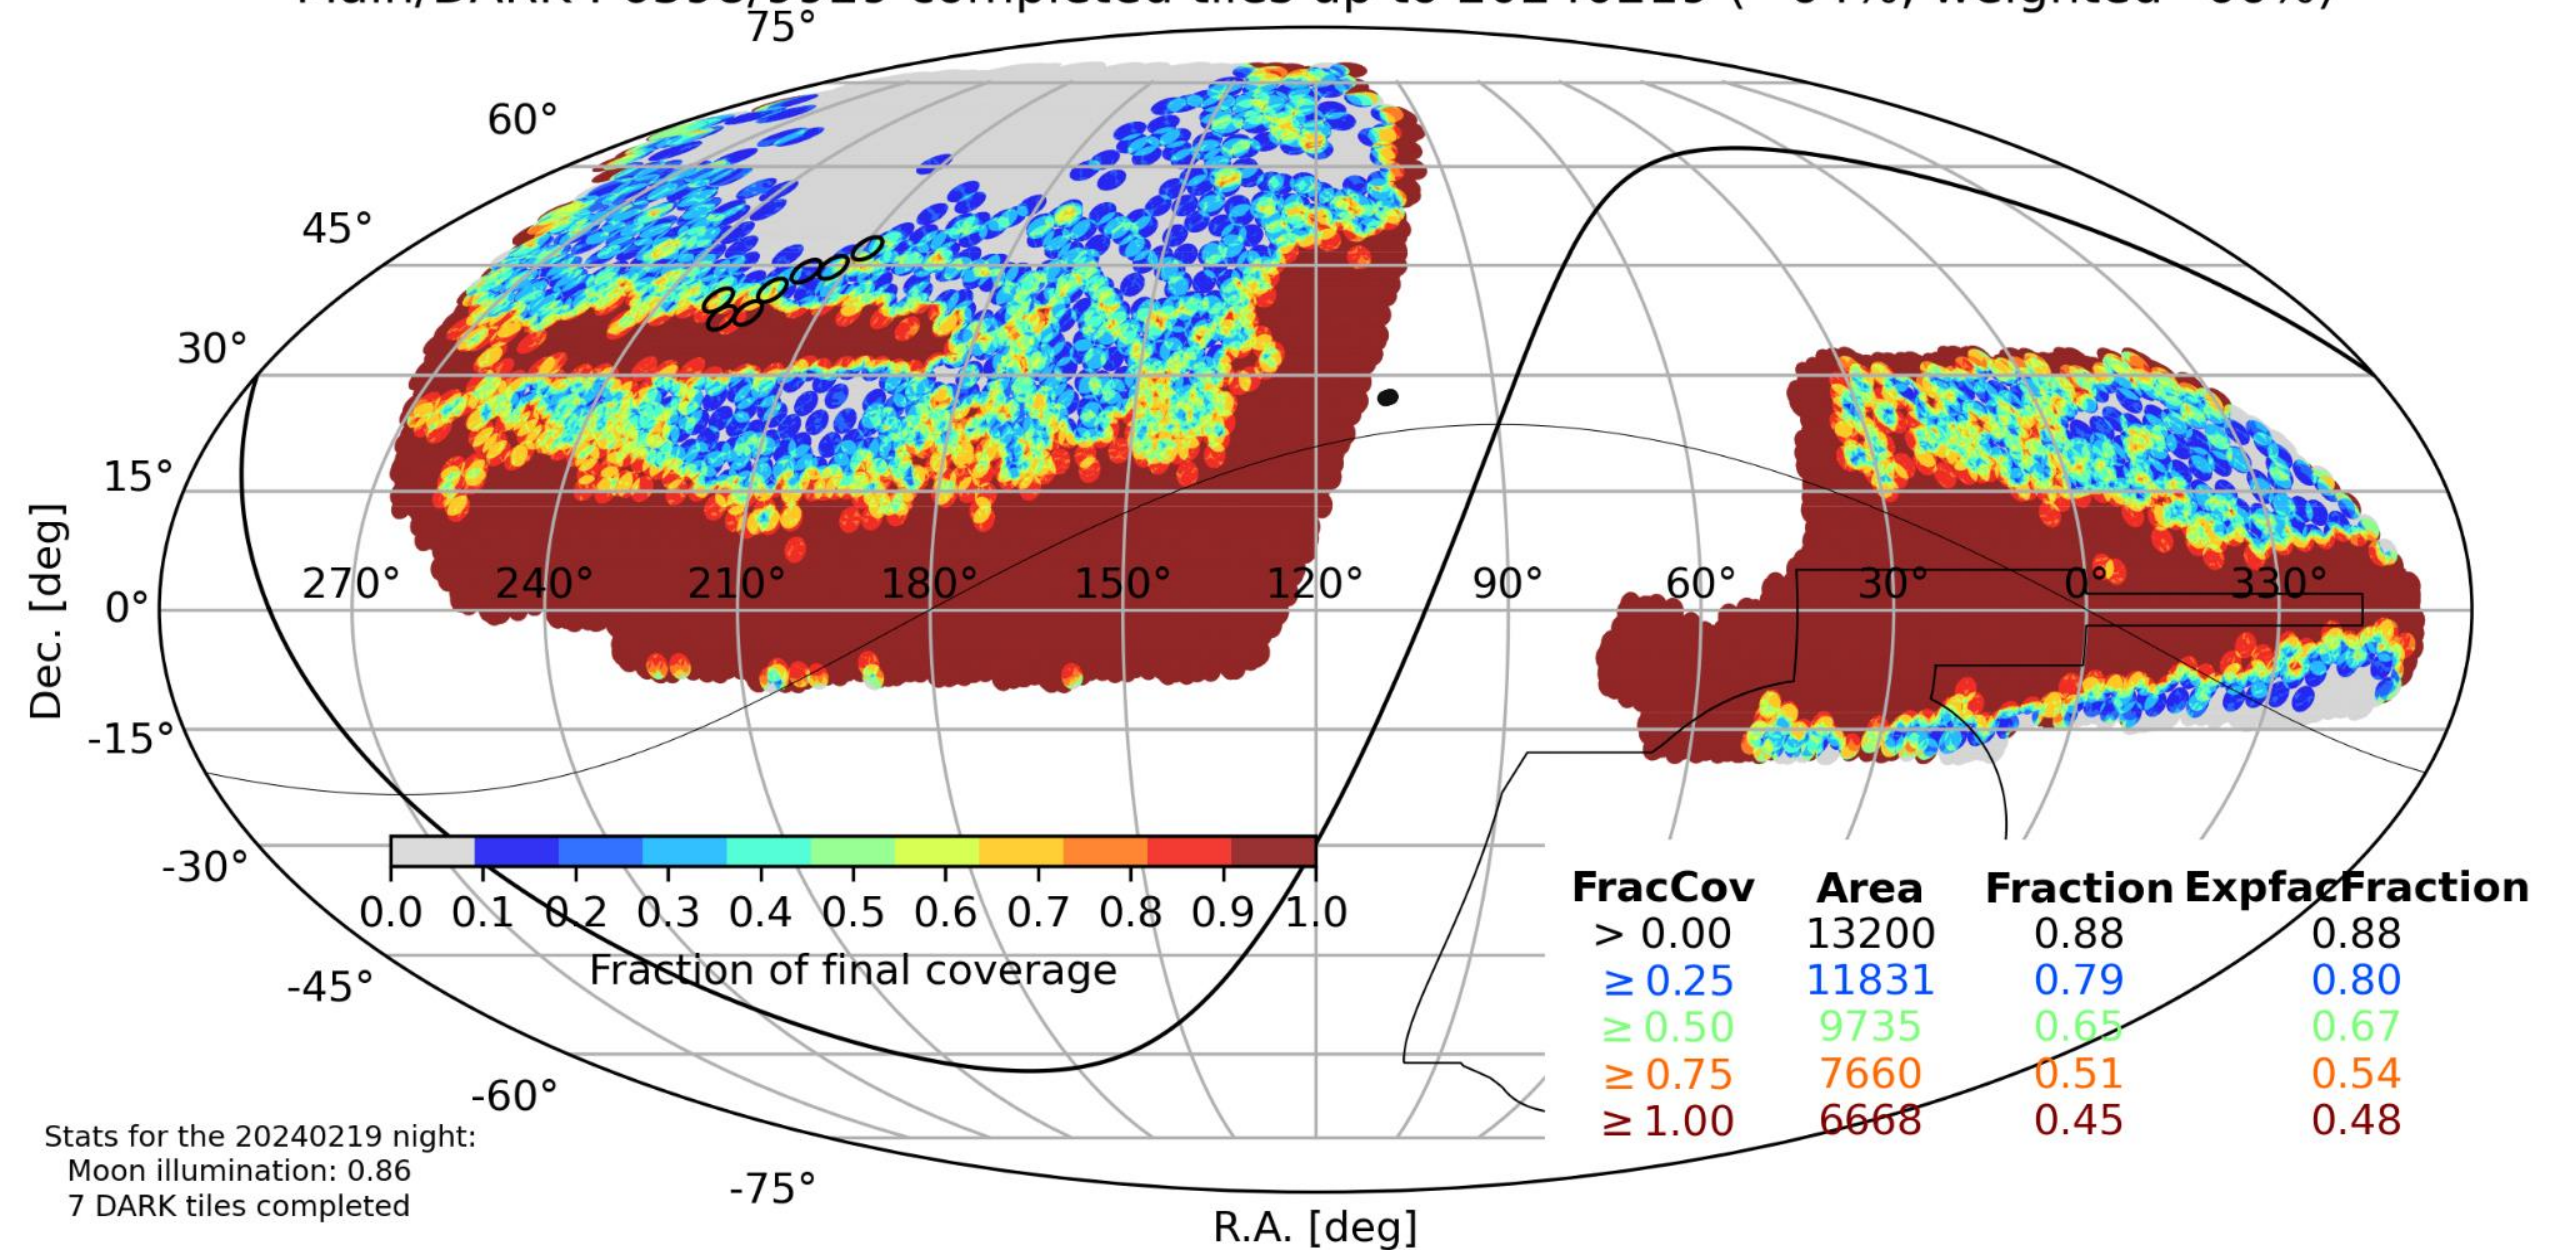 75°
60°
45°
30°
15°
0°
-15°
-30°
-45°
-60°
-75°
Dec. [deg]
270° 240° 210° 180° 150° 120° 90° 60° 30° 0° 330°
0.0 0.1 0.2 0.3 0.4 0.5 0.6 0.7 0.8 0.9 1.0
Fraction of final coverage
FracCov Area Fraction ExpfacFraction
> 0.00 13200 0.88 0.88
≥ 0.25 11831 0.79 0.80
≥ 0.50 9735 0.65 0.67
≥ 0.75 7660 0.51 0.54
≥ 1.00 6668 0.45 0.48
Stats for the 20240219 night:
Moon illumination: 0.86
7 DARK tiles completed
R.A. [deg]